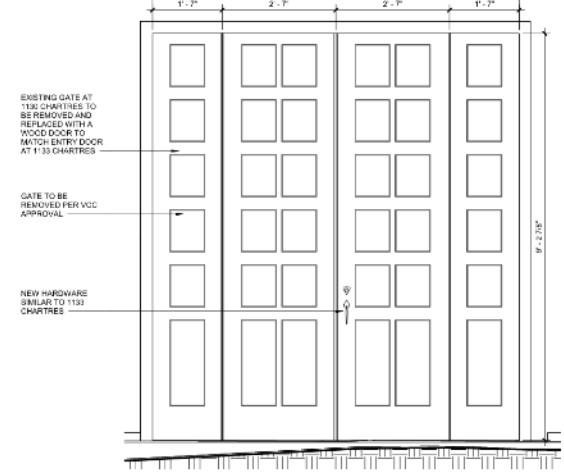 1' - 7"
2' - 7"
2' - 7"
1' - 7"
EXISTING GATE AT
1130 CHARTRES TO
BE REMOVED AND
REPLACED WITH A
WOOD DOOR TO
MATCH ENTRY DOOR
AT 1133 CHARTRES
GATE TO BE
REMOVED PER VCC
APPROVAL
NEW HARDWARE
SIMILAR TO 1133
CHARTRES
9' - 2 7/8"